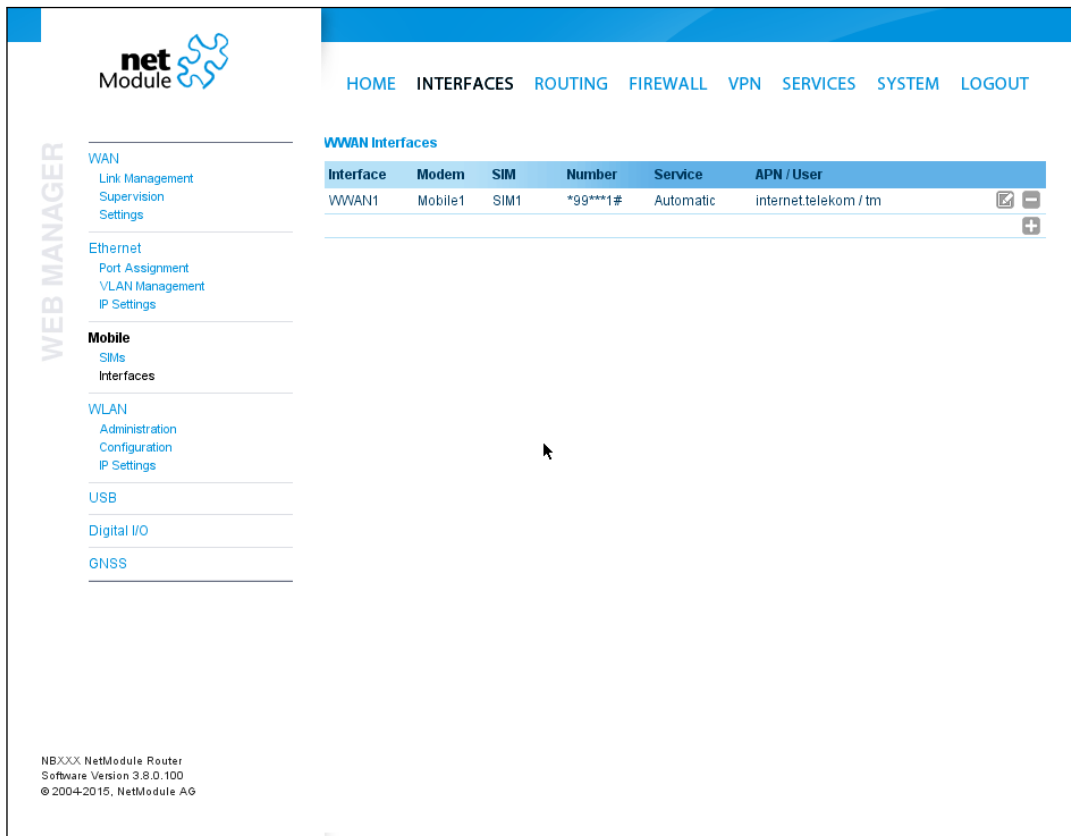 net
Module
HOME INTERFACES ROUTING FIREWALL VPN SERVICES SYSTEM LOGOUT
WEB MANAGER
WAN
Link Management
Supervision
Settings
Ethernet
Port Assignment
VLAN Management
IP Settings
Mobile
SIMs
Interfaces
WLAN
Administration
Configuration
IP Settings
USB
Digital I/O
GNSS
WWAN Interfaces
Interface Modem SIM Number Service APN / User
WWAN1 Mobile1 SIM1 *99***1# Automatic internet.telekom / tm
NBXXX NetModule Router
Software Version 3.8.0.100
© 2004-2015, NetModule AG